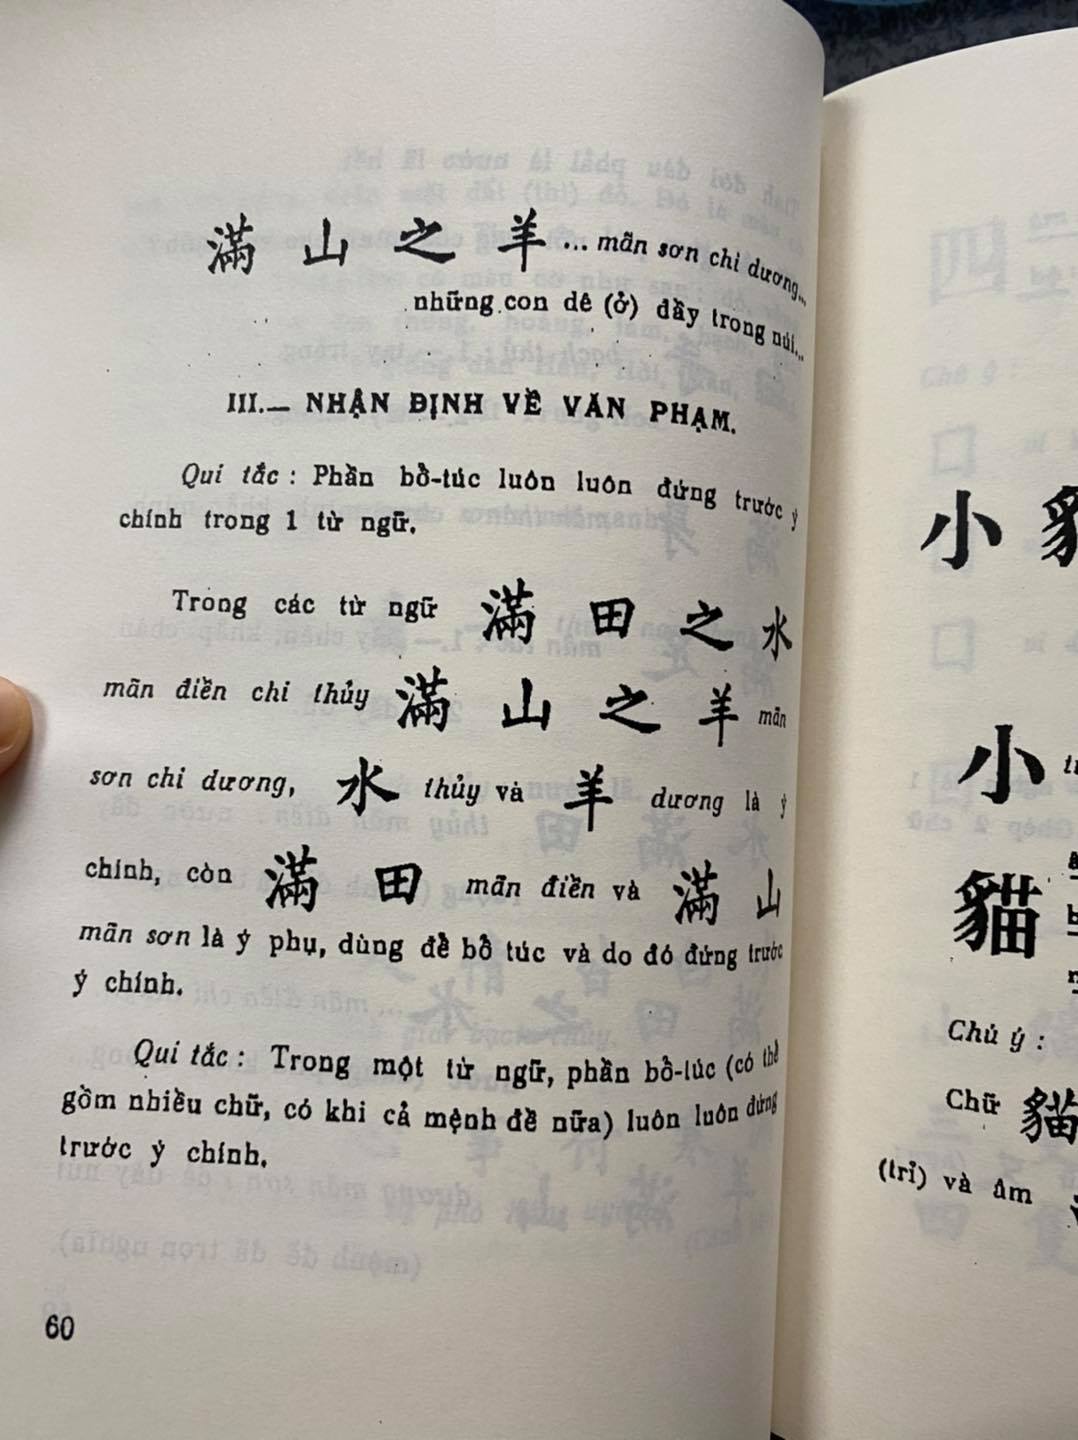 滿 山 之 羊 ... mãn sơn chi dương...
những con dê (ở) đầy trong núi...
III.— NHẬN ĐỊNH VỀ VĂN PHẠM.
Qui tắc : Phần bồ-túc luôn luôn đứng trước ý
chính trong 1 từ ngữ.
Trong các từ ngữ 滿 田 之 水
mãn điền chi thủy 滿 山 之 羊 mãn
sơn chi dương, 水 thủy và 羊 dương là ý
chính, còn 滿 田 mãn điền và 滿 山
mãn sơn là ý phụ, dùng để bồ túc và do đó đứng trước
ý chính.
Qui tắc : Trong một từ ngữ, phần bồ-túc (có thể
gồm nhiều chữ, có khi cả mệnh đề nữa) luôn luôn đứng
trước ý chính.
60
小
小
貓
Chú ý :
Chữ 貓
(trỉ) và âm